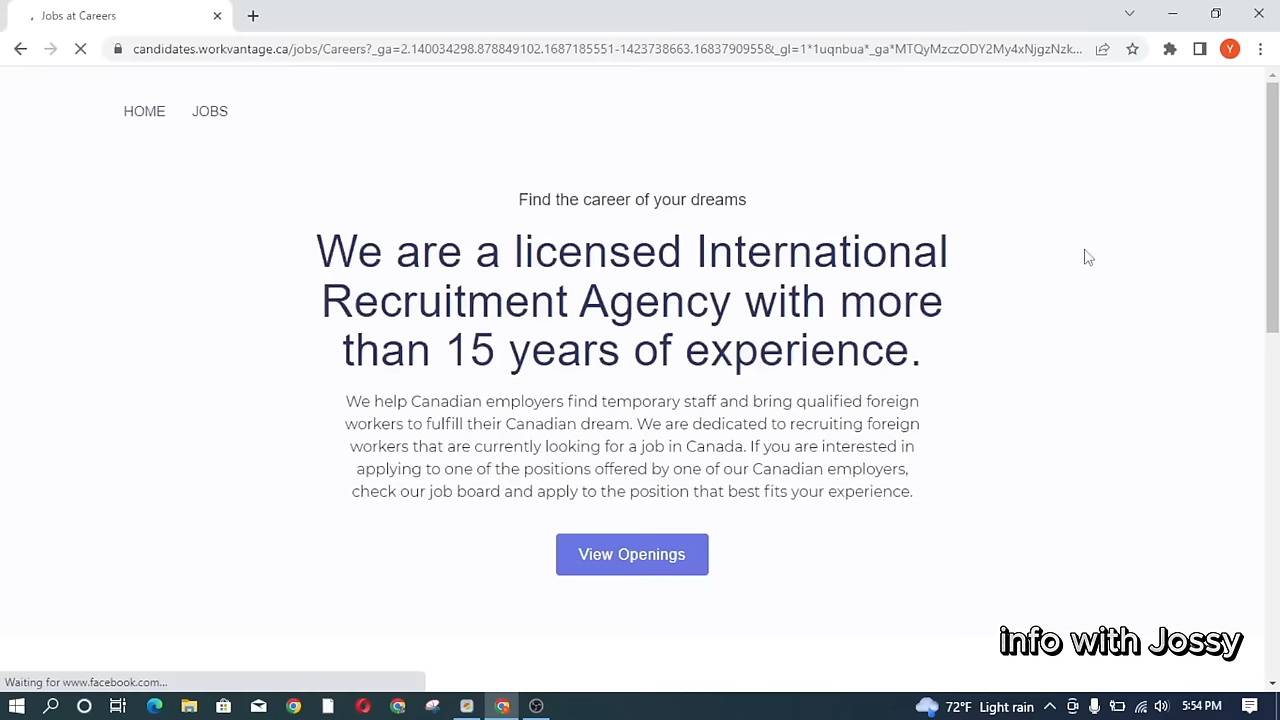 Jobs at Careers
candidates.workvantage.ca/jobs/Careers?_ga=2.140034298.878849102.1687185551-1423738663.1683790955&_gl=1*1uqnbua*_ga*MTQyMzczODY2My4xNjgzNzk...
Y
HOME JOBS
Find the career of your dreams
We are a licensed International
Recruitment Agency with more
than 15 years of experience.
We help Canadian employers find temporary staff and bring qualified foreign
workers to fulfill their Canadian dream. We are dedicated to recruiting foreign
workers that are currently looking for a job in Canada. If you are interested in
applying to one of the positions offered by one of our Canadian employers,
check our job board and apply to the position that best fits your experience.
View Openings
info with Jossy
Waiting for www.facebook.com...
72°F Light rain 5:54 PM